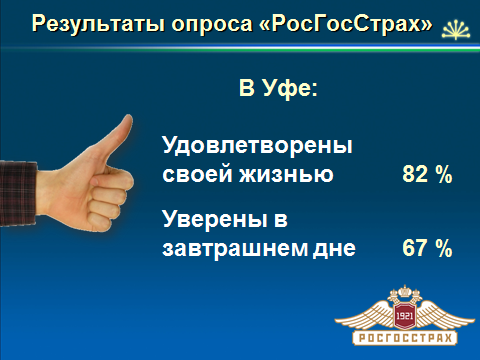 Результаты опроса «РосГосСтрах»
В Уфе:
Удовлетворены
своей жизнью 82 %
Уверены в
завтрашнем дне 67 %
1921
РОСГОССТРАХ